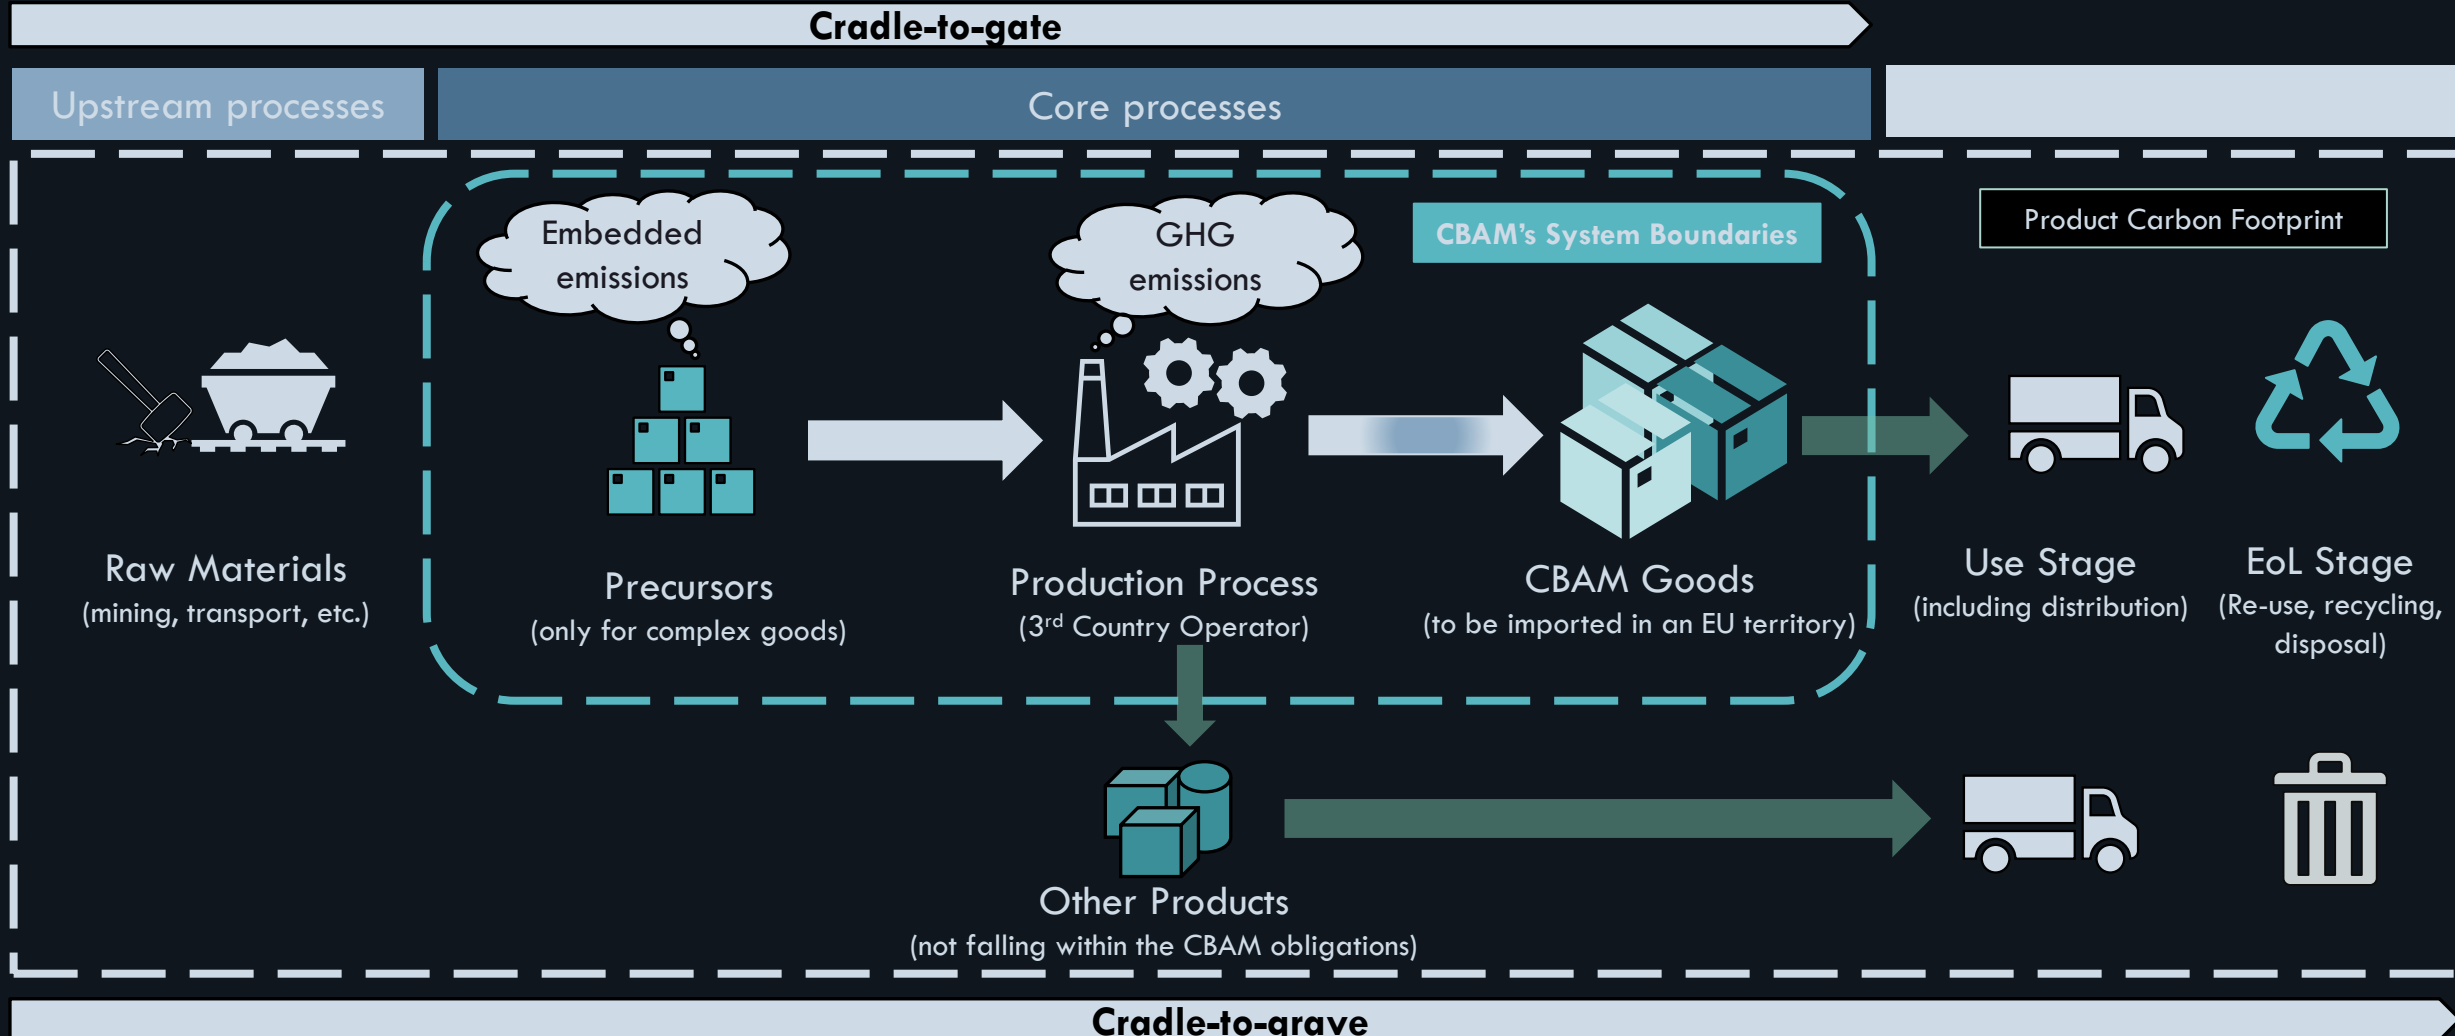 Cradle-to-gate
Upstream processes
Core processes
Embedded
emissions
GHG
emissions
CBAM's System Boundaries
Product Carbon Footprint
Raw Materials
(mining, transport, etc.)
Precursors
(only for complex goods)
Production Process
(3rd Country Operator)
CBAM Goods
(to be imported in an EU territory)
Use Stage
(including distribution)
EoL Stage
(Re-use, recycling,
disposal)
Other Products
(not falling within the CBAM obligations)
Cradle-to-grave